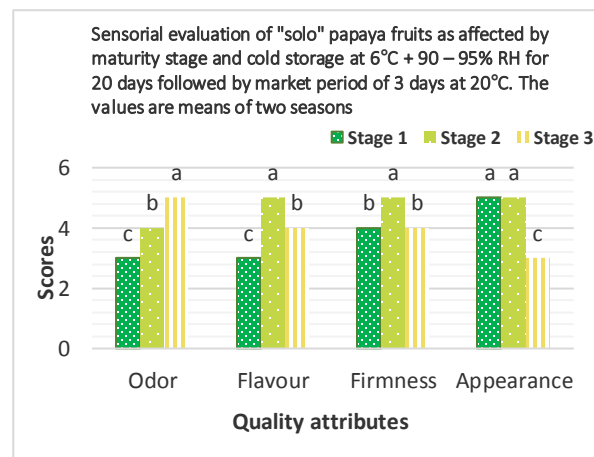 Sensorial evaluation of "solo" papaya fruits as affected by
maturity stage and cold storage at 6°C + 90 – 95% RH for
20 days followed by market period of 3 days at 20°C. The
values are means of two seasons
Stage 1 Stage 2 Stage 3
6
4
2
0
Scores
c b a
c a b
b a b
a a c
Odor Flavour Firmness Appearance
Quality attributes